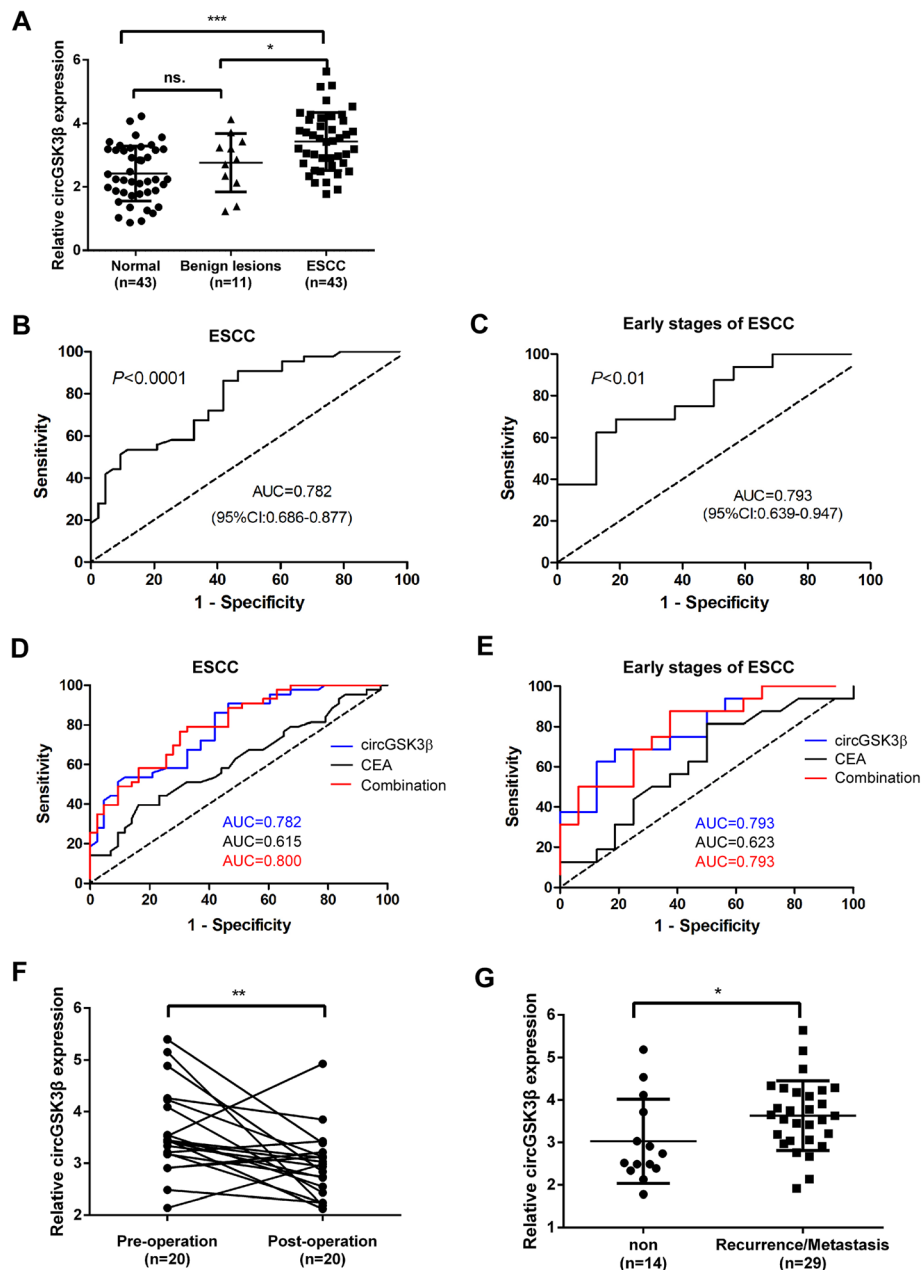 A
Relative circGSK3β expression
6
4
2
0
***
*
ns.
Normal
(n=43)
Benign lesions
(n=11)
ESCC
(n=43)
B
ESCC
Sensitivity
100
80
60
40
20
0
P<0.0001
AUC=0.782
(95%CI:0.686-0.877)
0 20 40 60 80 100
1 - Specificity
C
Early stages of ESCC
Sensitivity
100
80
60
40
20
0
P<0.01
AUC=0.793
(95%CI:0.639-0.947)
0 20 40 60 80 100
1 - Specificity
D
ESCC
Sensitivity
100
80
60
40
20
0
circGSK3β
CEA
Combination
AUC=0.782
AUC=0.615
AUC=0.800
0 20 40 60 80 100
1 - Specificity
E
Early stages of ESCC
Sensitivity
100
80
60
40
20
0
circGSK3β
CEA
Combination
AUC=0.793
AUC=0.623
AUC=0.793
0 20 40 60 80 100
1 - Specificity
F
Relative circGSK3β expression
6
5
4
3
2
1
**
Pre-operation
(n=20)
Post-operation
(n=20)
G
Relative circGSK3β expression
6
5
4
3
2
1
*
non
(n=14)
Recurrence/Metastasis
(n=29)